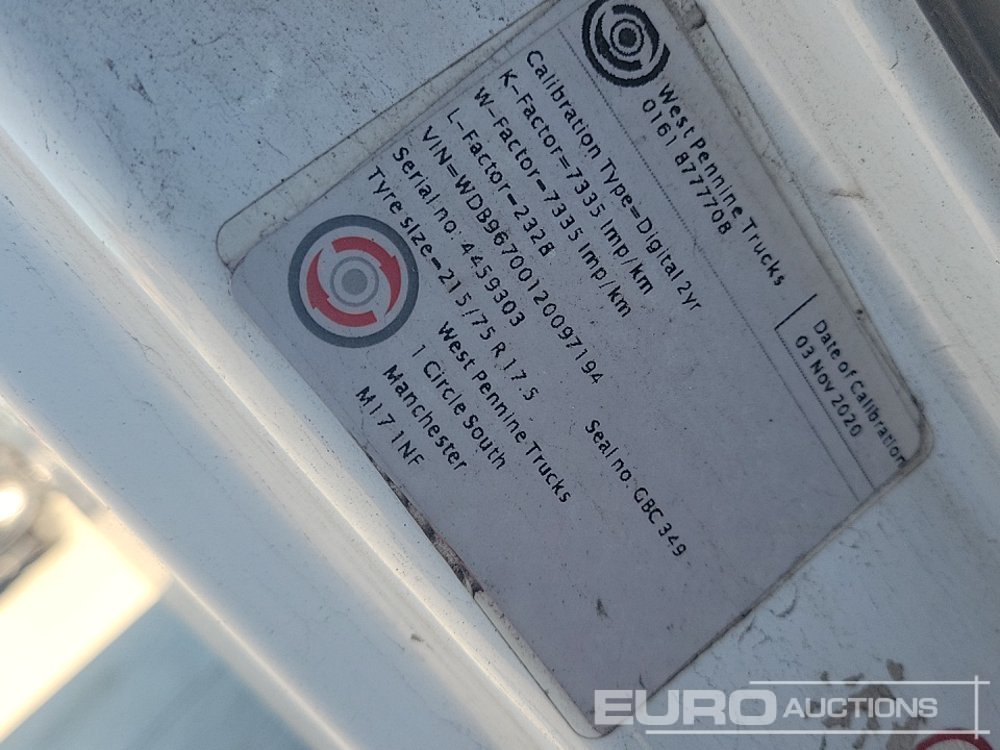 West Pennine Trucks
0161 8777708
Date of Calibration
03 Nov 2020
Calibration Type=Digital 2yr
K-Factor=7335 Imp/km
W-Factor=7335 Imp/km
L-Factor=2328
VIN=WDB96700120097194
Serial no: 4459303
Seal no: GBC 349
Tyre size=215/75 R 17.5
West Pennine Trucks
1 Circle South
Manchester
M17 1NF
EURO AUCTIONS